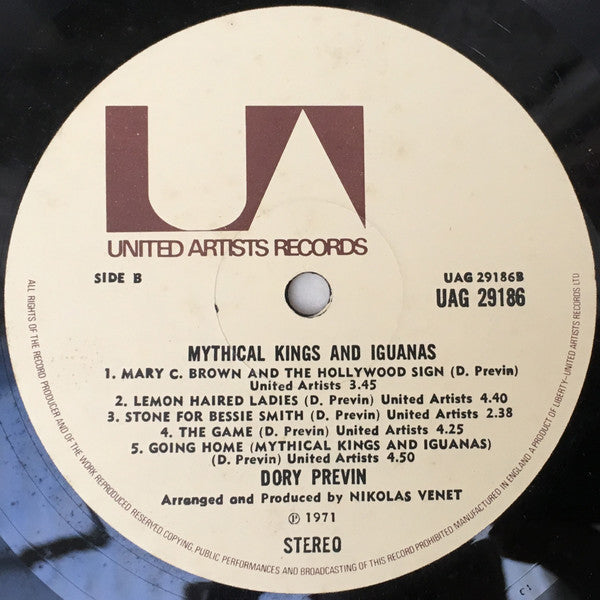 UA
UNITED ARTISTS RECORDS
SIDE B
UAG 29186B
UAG 29186
MYTHICAL KINGS AND IGUANAS
1. MARY C. BROWN AND THE HOLLYWOOD SIGN (D. Previn)
United Artists 3.45
2. LEMON HAIRED LADIES (D. Previn) United Artists 4.40
3. STONE FOR BESSIE SMITH (D. Previn) United Artists 2.38
4. THE GAME (D. Previn) United Artists 4.25
5. GOING HOME (MYTHICAL KINGS AND IGUANAS)
(D. Previn) United Artists 4.50
DORY PREVIN
Arranged and Produced by NIKOLAS VENET
Ⓟ 1971
STEREO
ALL RIGHTS OF THE RECORD PRODUCER AND OF THE WORK REPRODUCED RESERVED COPYING, PUBLIC PERFORMANCES AND BROADCASTING OF THIS RECORD PROHIBITED MANUFACTURED IN ENGLAND A PRODUCT OF LIBERTY–UNITED ARTISTS RECORDS LTD